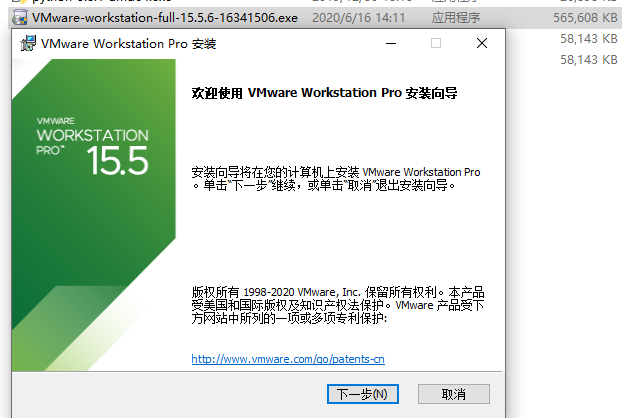 VMware-workstation-full-15.5.6-16341506.exe 2020/6/16 14:11 应用程序 565,608 KB
58,143 KB
58,143 KB
VMware Workstation Pro 安装
VMWARE
WORKSTATION
PRO™ 15.5
欢迎使用 VMware Workstation Pro 安装向导
安装向导将在您的计算机上安装 VMware Workstation Pro
。单击“下一步”继续，或单击“取消”退出安装向导。
版权所有 1998-2020 VMware, Inc. 保留所有权利。本产品
受美国和国际版权及知识产权法保护。VMware 产品受下
方网站中所列的一项或多项专利保护:
http://www.vmware.com/go/patents-cn
下一步(N)
取消